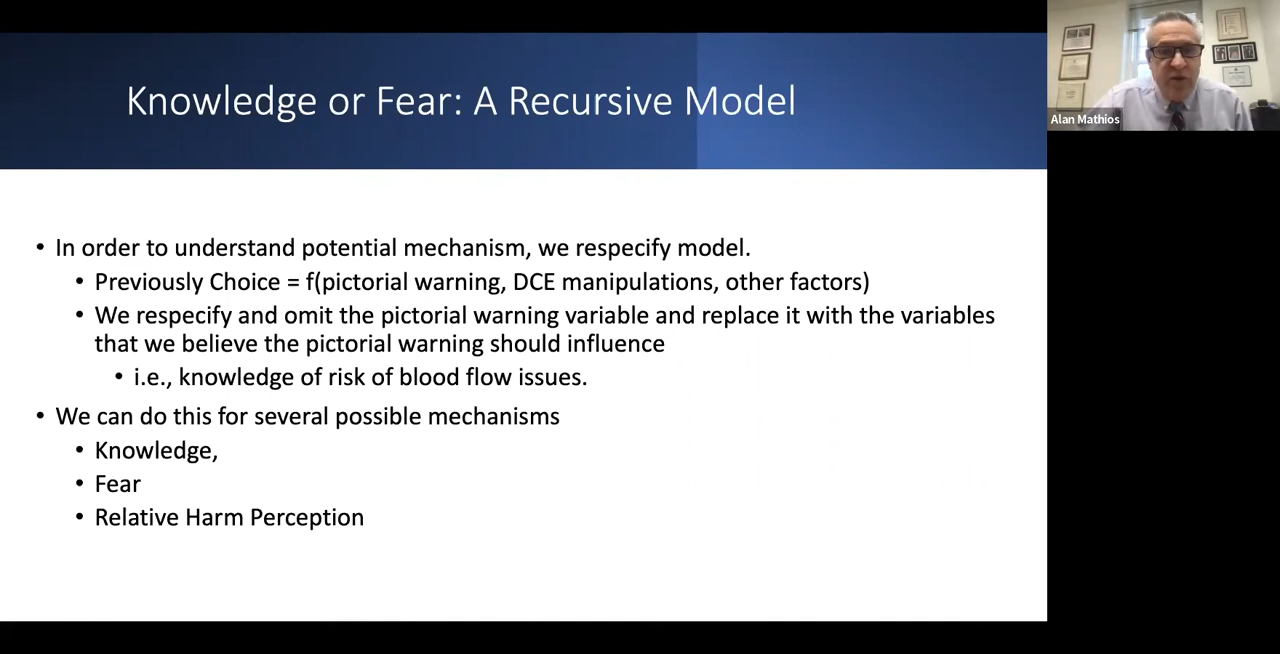 Knowledge or Fear: A Recursive Model
Alan Mathios
• In order to understand potential mechanism, we respecify model.
• Previously Choice = f(pictorial warning, DCE manipulations, other factors)
• We respecify and omit the pictorial warning variable and replace it with the variables
that we believe the pictorial warning should influence
• i.e., knowledge of risk of blood flow issues.
• We can do this for several possible mechanisms
• Knowledge,
• Fear
• Relative Harm Perception